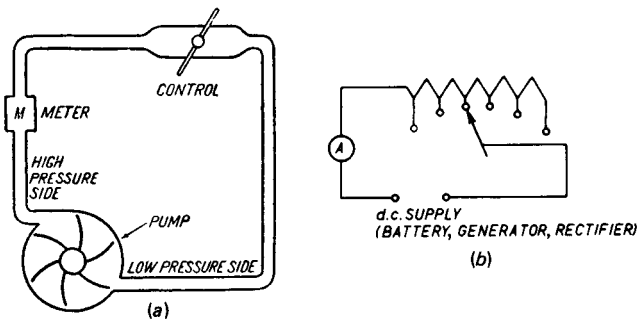 CONTROL
M METER
HIGH
PRESSURE
SIDE
PUMP
LOW PRESSURE SIDE
(a)
A
d.c. SUPPLY
(BATTERY, GENERATOR, RECTIFIER)
(b)